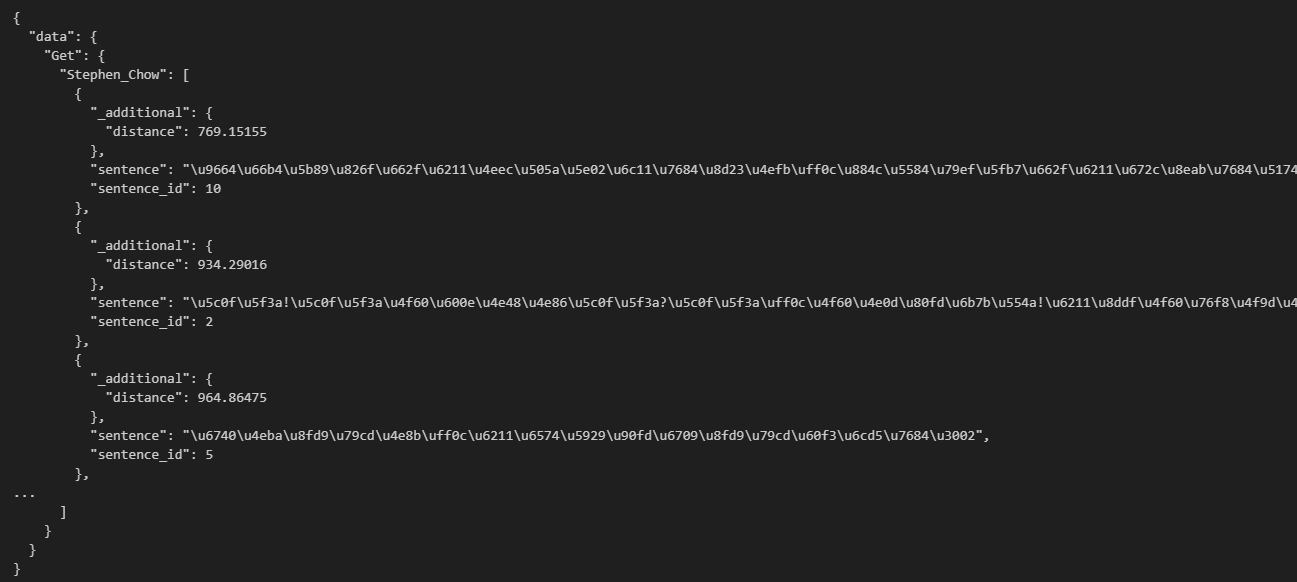 {
  "data": {
    "Get": {
      "Stephen_Chow": [
        {
          "_additional": {
            "distance": 769.15155
          },
          "sentence": "\u9664\u66b4\u5b89\u826f\u662f\u6211\u4eec\u505a\u5e02\u6c11\u7684\u8d23\u4efb\uff0c\u884c\u5584\u79ef\u5fb7\u662f\u6211\u672c\u8eab\u7684\u5174
          "sentence_id": 10
        },
        {
          "_additional": {
            "distance": 934.29016
          },
          "sentence": "\u5c0f\u5f3a!\u5c0f\u5f3a\u4f60\u600e\u4e48\u4e86\u5c0f\u5f3a?\u5c0f\u5f3a\uff0c\u4f60\u4e0d\u80fd\u6b7b\u554a!\u6211\u8ddf\u4f60\u76f8\u4f9d\u4
          "sentence_id": 2
        },
        {
          "_additional": {
            "distance": 964.86475
          },
          "sentence": "\u6740\u4eba\u8fd9\u79cd\u4e8b\uff0c\u6211\u6574\u5929\u90fd\u6709\u8fd9\u79cd\u60f3\u6cd5\u7684\u3002",
          "sentence_id": 5
        },
...
      ]
    }
  }
}